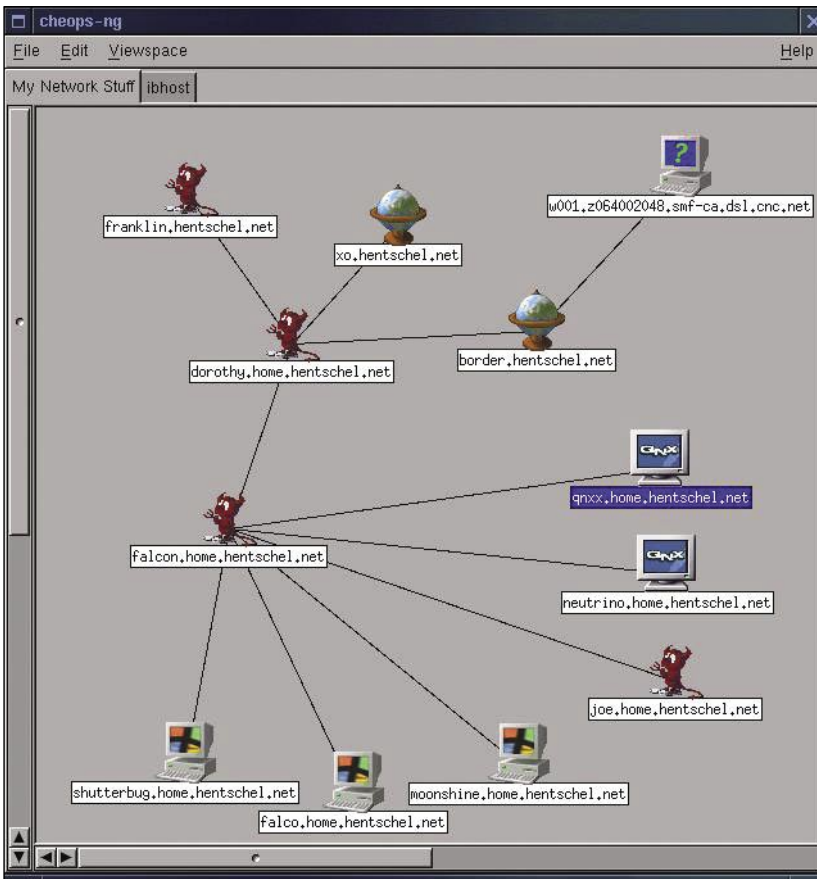 cheops-ng
File Edit Viewspace Help
My Network Stuff ibhost
?
w001.z064002048.smf-ca.dsl.cnc.net
franklin.hentschel.net
xo.hentschel.net
border.hentschel.net
dorothy.home.hentschel.net
QNX
qnxx.home.hentschel.net
falcon.home.hentschel.net
QNX
neutrino.home.hentschel.net
joe.home.hentschel.net
shutterbug.home.hentschel.net
moonshine.home.hentschel.net
falco.home.hentschel.net